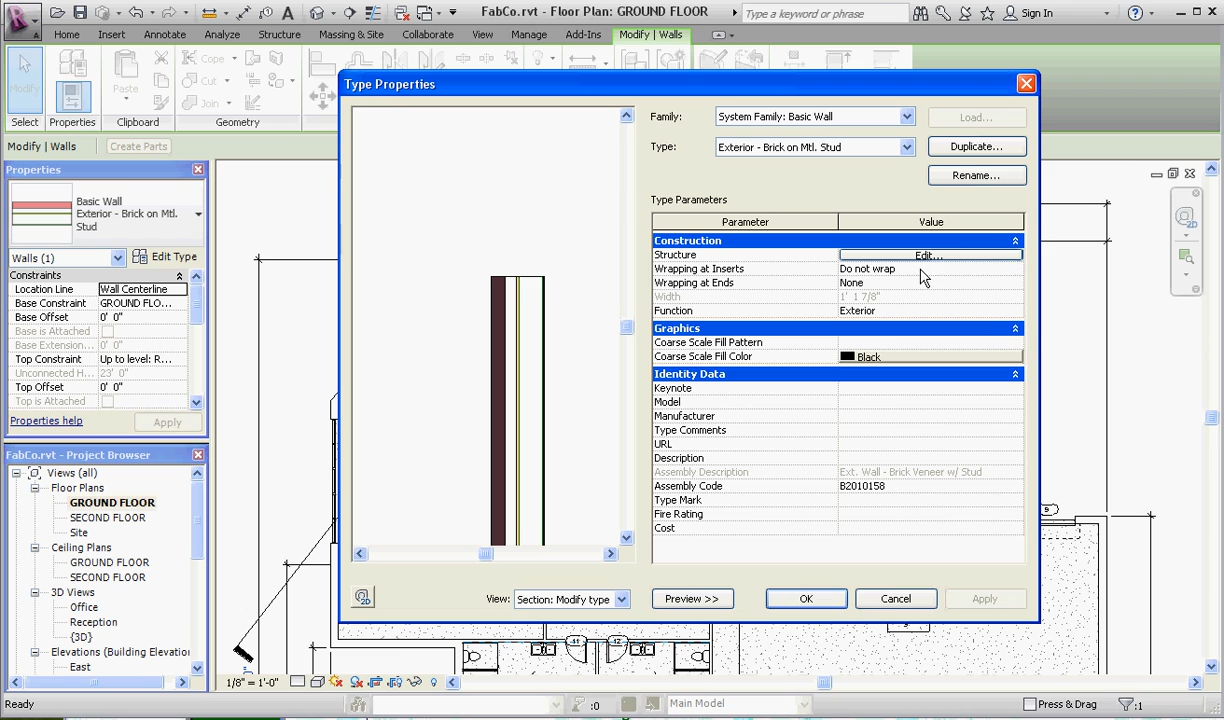 FabCo.rvt - Floor Plan: GROUND FLOOR
Type a keyword or phrase
Sign In
Home Insert Annotate Analyze Structure Massing & Site Collaborate View Manage Add-Ins Modify | Walls
Modify
Paste
Cope
Cut
Join
Select Properties Clipboard Geometry
Modify | Walls Create Parts
Properties
Basic Wall
Exterior - Brick on Mtl. Stud
Walls (1) Edit Type
Constraints
Location Line Wall Centerline
Base Constraint GROUND FLO...
Base Offset 0' 0"
Base is Attached
Base Extension...
Top Constraint Up to level: R...
Unconnected H... 23' 0"
Top Offset 0' 0"
Top is Attached
Properties help Apply
FabCo.rvt - Project Browser
Views (all)
Floor Plans
GROUND FLOOR
SECOND FLOOR
Site
Ceiling Plans
GROUND FLOOR
SECOND FLOOR
3D Views
Office
Reception
{3D}
Elevations (Building Elevation
East
Type Properties
Family: System Family: Basic Wall Load...
Type: Exterior - Brick on Mtl. Stud Duplicate...
Rename...
Type Parameters
Parameter Value
Construction
Structure Edit...
Wrapping at Inserts Do not wrap
Wrapping at Ends None
Width 1' 1 7/8"
Function Exterior
Graphics
Coarse Scale Fill Pattern
Coarse Scale Fill Color Black
Identity Data
Keynote
Model
Manufacturer
Type Comments
URL
Description
Assembly Description Ext. Wall - Brick Veneer w/ Stud
Assembly Code B2010158
Type Mark
Fire Rating
Cost
View: Section: Modify type Preview >> OK Cancel Apply
9
11 12
1/8" = 1'-0"
Ready :0 Main Model Press & Drag :1